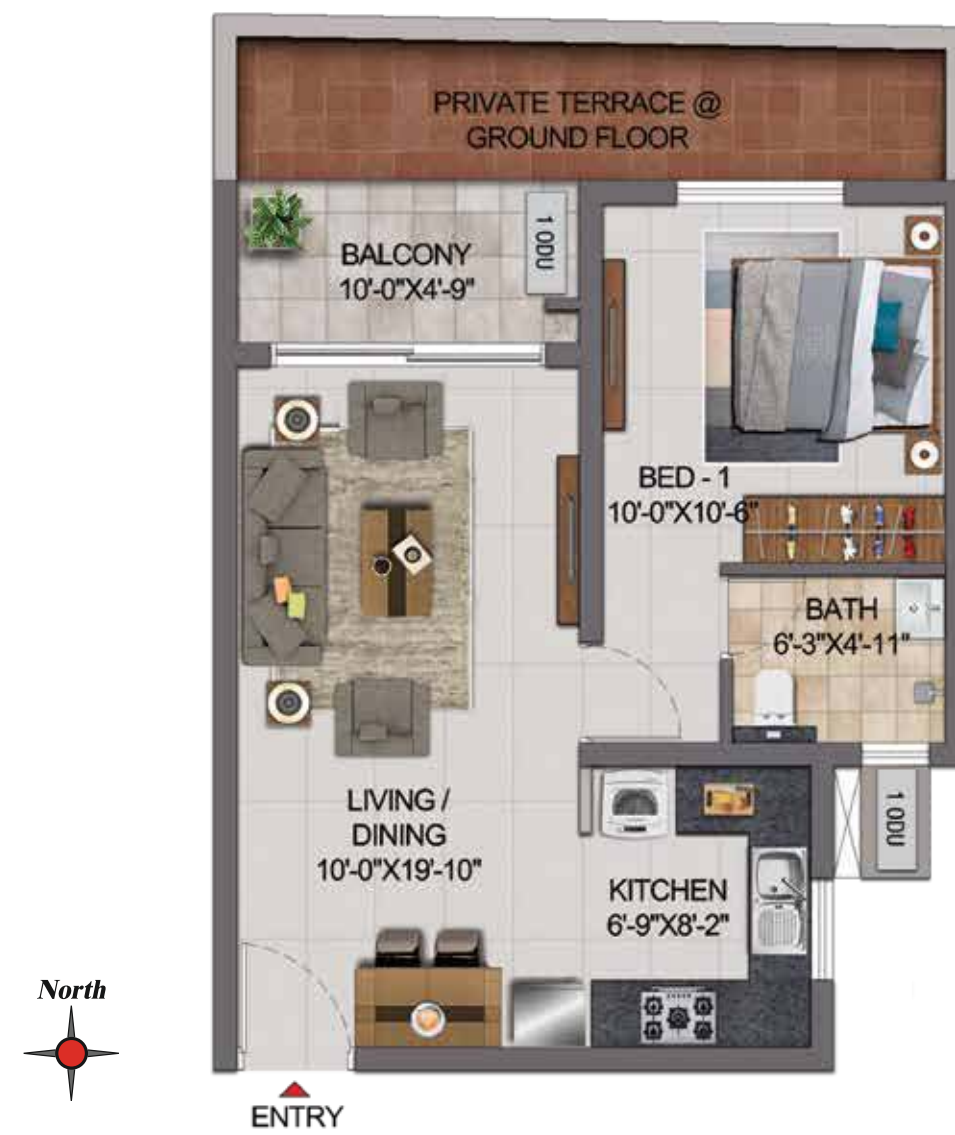 PRIVATE TERRACE @
GROUND FLOOR
BALCONY
10'-0"X4'-9"
1 ODU
BED - 1
10'-0"X10'-6"
BATH
6'-3"X4'-11"
LIVING /
DINING
10'-0"X19'-10"
1 ODU
KITCHEN
6'-9"X8'-2"
North
ENTRY